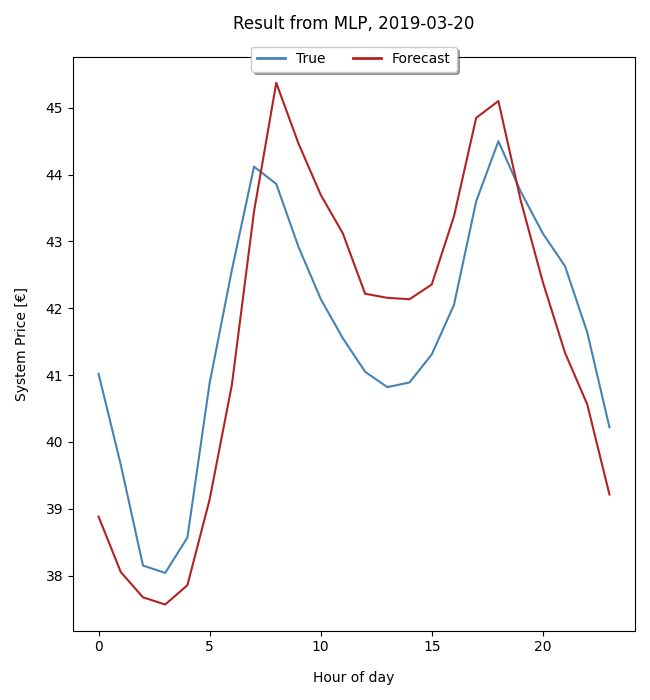 Result from MLP, 2019-03-20
True Forecast
45
44
43
42
41
40
39
38
System Price [€]
0 5 10 15 20
Hour of day